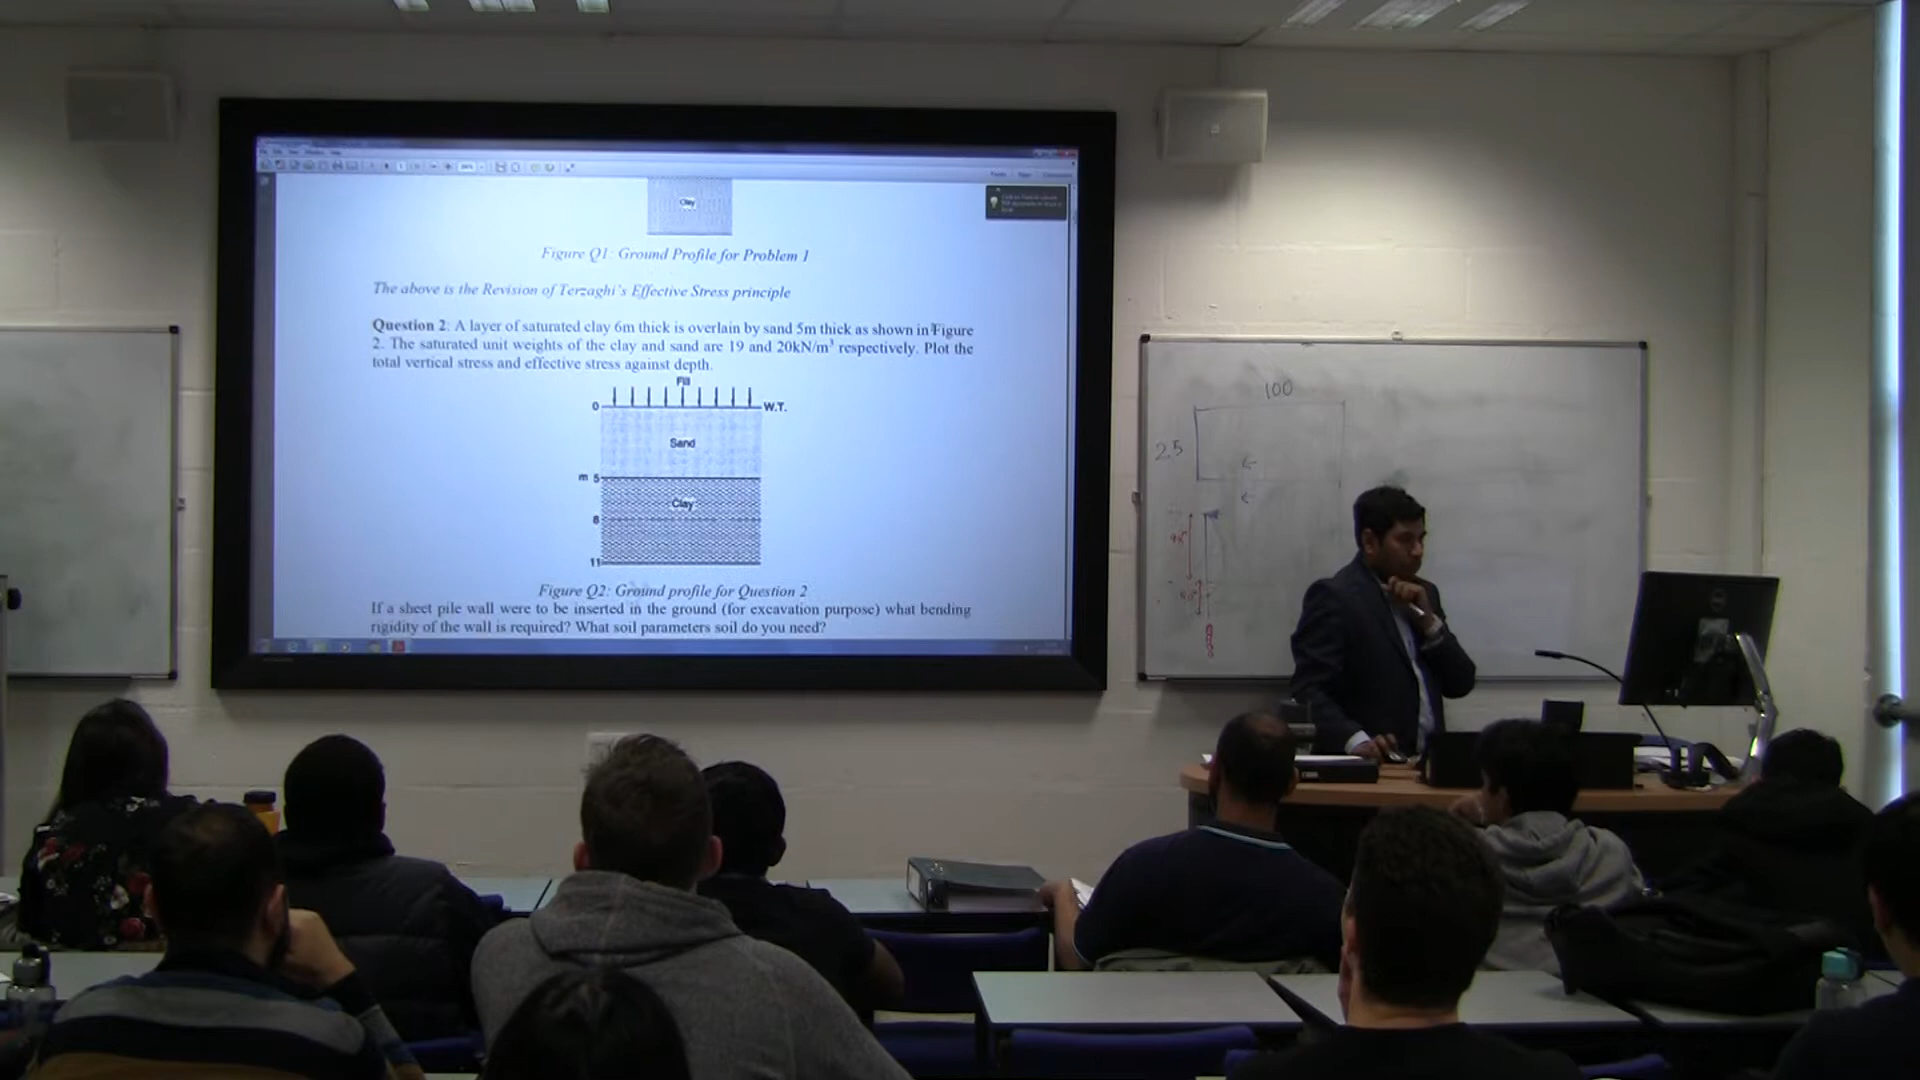 Clay
Figure Q1: Ground Profile for Problem 1
The above is the Revision of Terzaghi's Effective Stress principle
Question 2: A layer of saturated clay 6m thick is overlain by sand 5m thick as shown in Figure
2. The saturated unit weights of the clay and sand are 19 and 20kN/m³ respectively. Plot the
total vertical stress and effective stress against depth.
Fill
0 W.T.
Sand
m 5
Clay
8
11
Figure Q2: Ground profile for Question 2
If a sheet pile wall were to be inserted in the ground (for excavation purpose) what bending
rigidity of the wall is required? What soil parameters soil do you need?
100
2.5